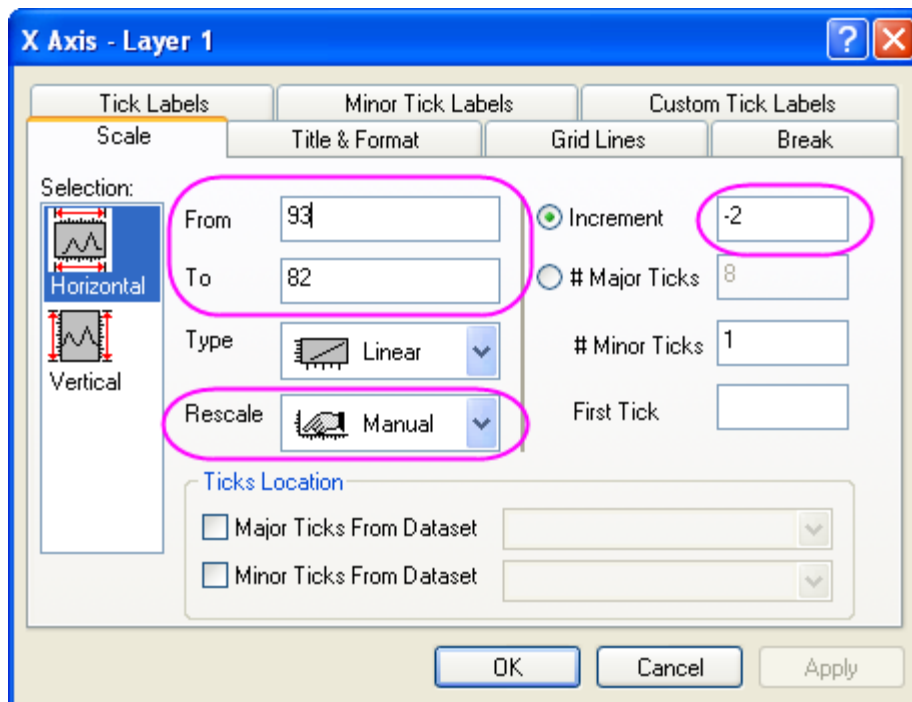 X Axis - Layer 1
Tick Labels
Minor Tick Labels
Custom Tick Labels
Scale
Title & Format
Grid Lines
Break
Selection:
Horizontal
Vertical
From 93
To 82
Type Linear
Rescale Manual
Increment -2
# Major Ticks 8
# Minor Ticks 1
First Tick
Ticks Location
Major Ticks From Dataset
Minor Ticks From Dataset
OK
Cancel
Apply